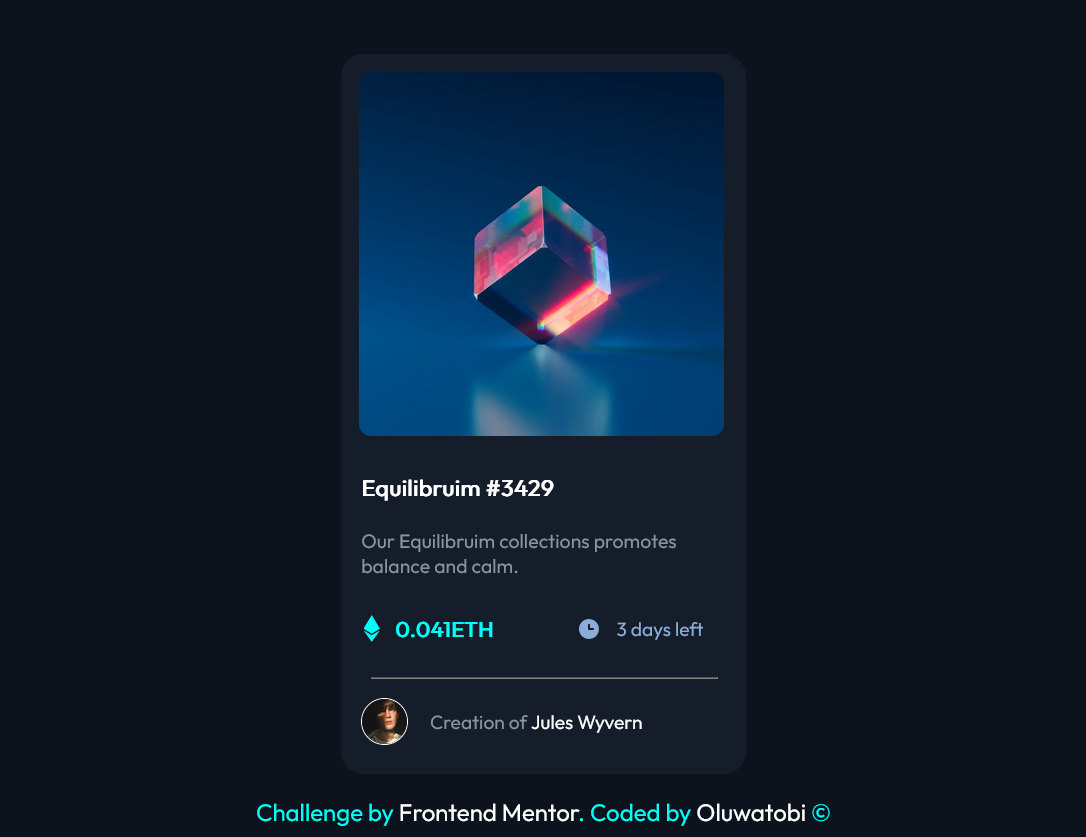 Equilibruim #3429
Our Equilibruim collections promotes
balance and calm.
0.041ETH
3 days left
Creation of Jules Wyvern
Challenge by Frontend Mentor. Coded by Oluwatobi ©